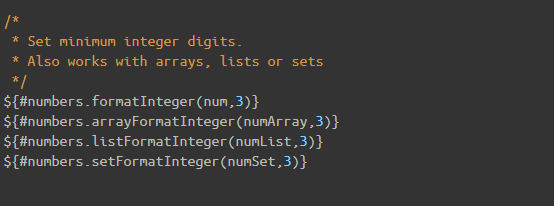 /*
 * Set minimum integer digits.
 * Also works with arrays, lists or sets
 */
${#numbers.formatInteger(num,3)}
${#numbers.arrayFormatInteger(numArray,3)}
${#numbers.listFormatInteger(numList,3)}
${#numbers.setFormatInteger(numSet,3)}